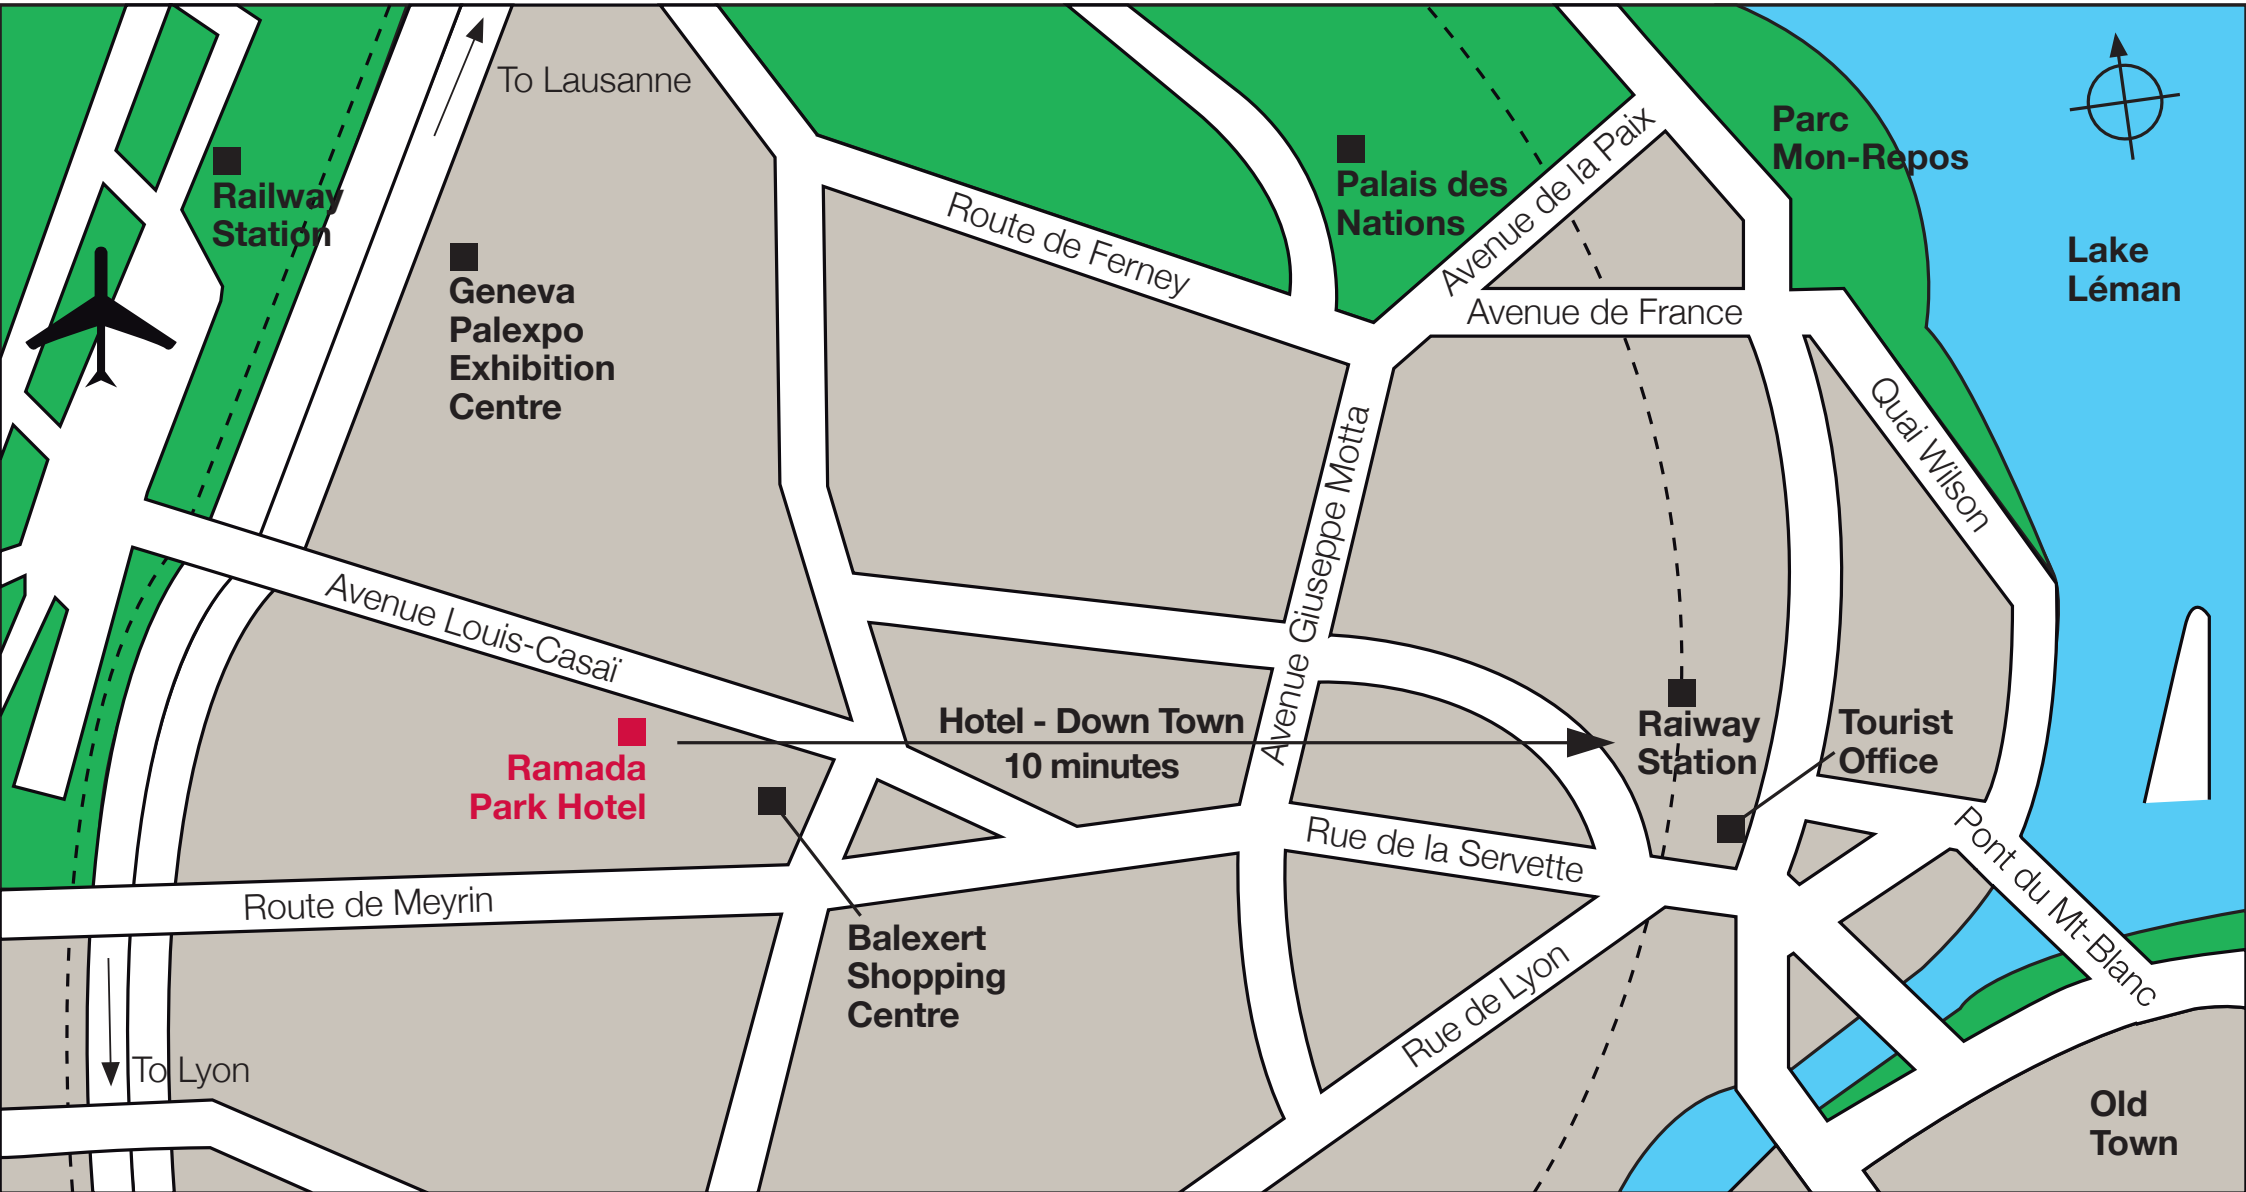 To Lausanne
Railway
Station
Geneva
Palexpo
Exhibition
Centre
Route de Ferney
Palais des
Nations
Avenue de la Paix
Avenue de France
Parc
Mon-Repos
Lake
Léman
Quai Wilson
Avenue Giuseppe Motta
Avenue Louis-Casaï
Ramada
Park Hotel
Hotel - Down Town
10 minutes
Raiway
Station
Tourist
Office
Rue de la Servette
Pont du Mt-Blanc
Route de Meyrin
Balexert
Shopping
Centre
Rue de Lyon
To Lyon
Old
Town